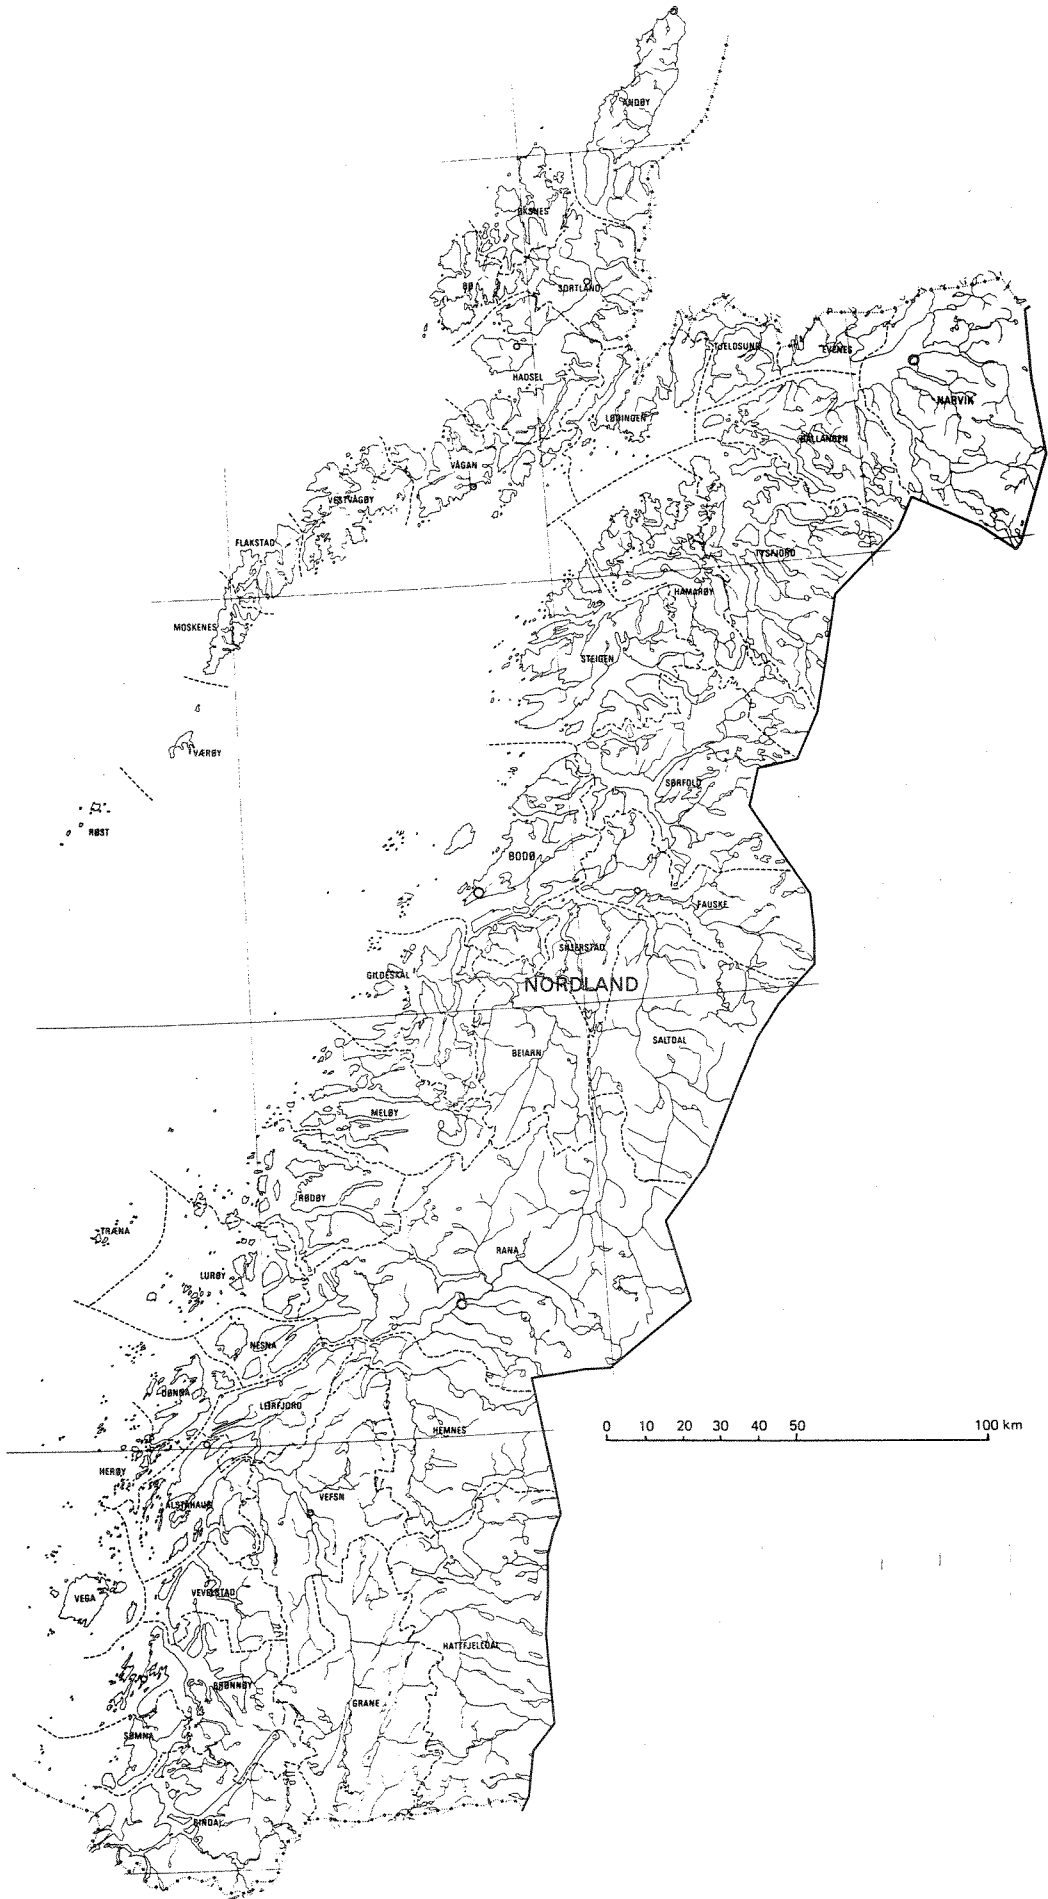 ANDØY
ØKSNES
BØ
SORTLAND
TJELDSUND
EVENES
HADSEL
NARVIK
LØDINGEN
BALLANGEN
VÅGAN
VESTVÅGØY
FLAKSTAD
TYSFJORD
HAMARØY
MOSKENES
STEIGEN
VÆRØY
SØRFOLD
RØST
BODØ
FAUSKE
SKJERSTAD
GILDESKÅL
NORDLAND
SALTDAL
BEIARN
MELØY
RØDØY
TRÆNA
RANA
LURØY
NESNA
DØNNA
LEIRFJORD
HEMNES
0 10 20 30 40 50 100 km
HERØY
VEFSN
ALSTAHAUG
VEVELSTAD
VEGA
HATTFJELLDAL
BRØNNØY
GRANE
SØMNA
BINDAL